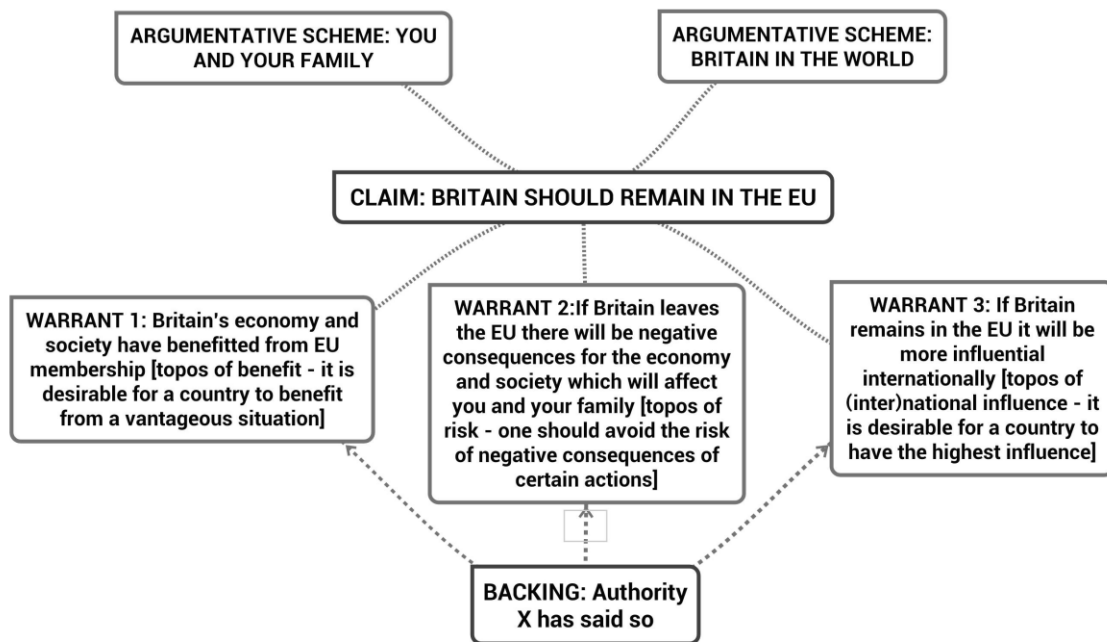 ARGUMENTATIVE SCHEME: YOU
AND YOUR FAMILY
ARGUMENTATIVE SCHEME:
BRITAIN IN THE WORLD
CLAIM: BRITAIN SHOULD REMAIN IN THE EU
WARRANT 1: Britain's economy and
society have benefitted from EU
membership [topos of benefit - it is
desirable for a country to benefit
from a vantageous situation]
WARRANT 2:If Britain leaves
the EU there will be negative
consequences for the economy
and society which will affect
you and your family [topos of
of risk - one should avoid the risk
of negative consequences of
certain actions]
WARRANT 3: If Britain
remains in the EU it will be
more influential
internationally [topos of
(inter)national influence - it
is desirable for a country to
have the highest influence]
BACKING: Authority
X has said so